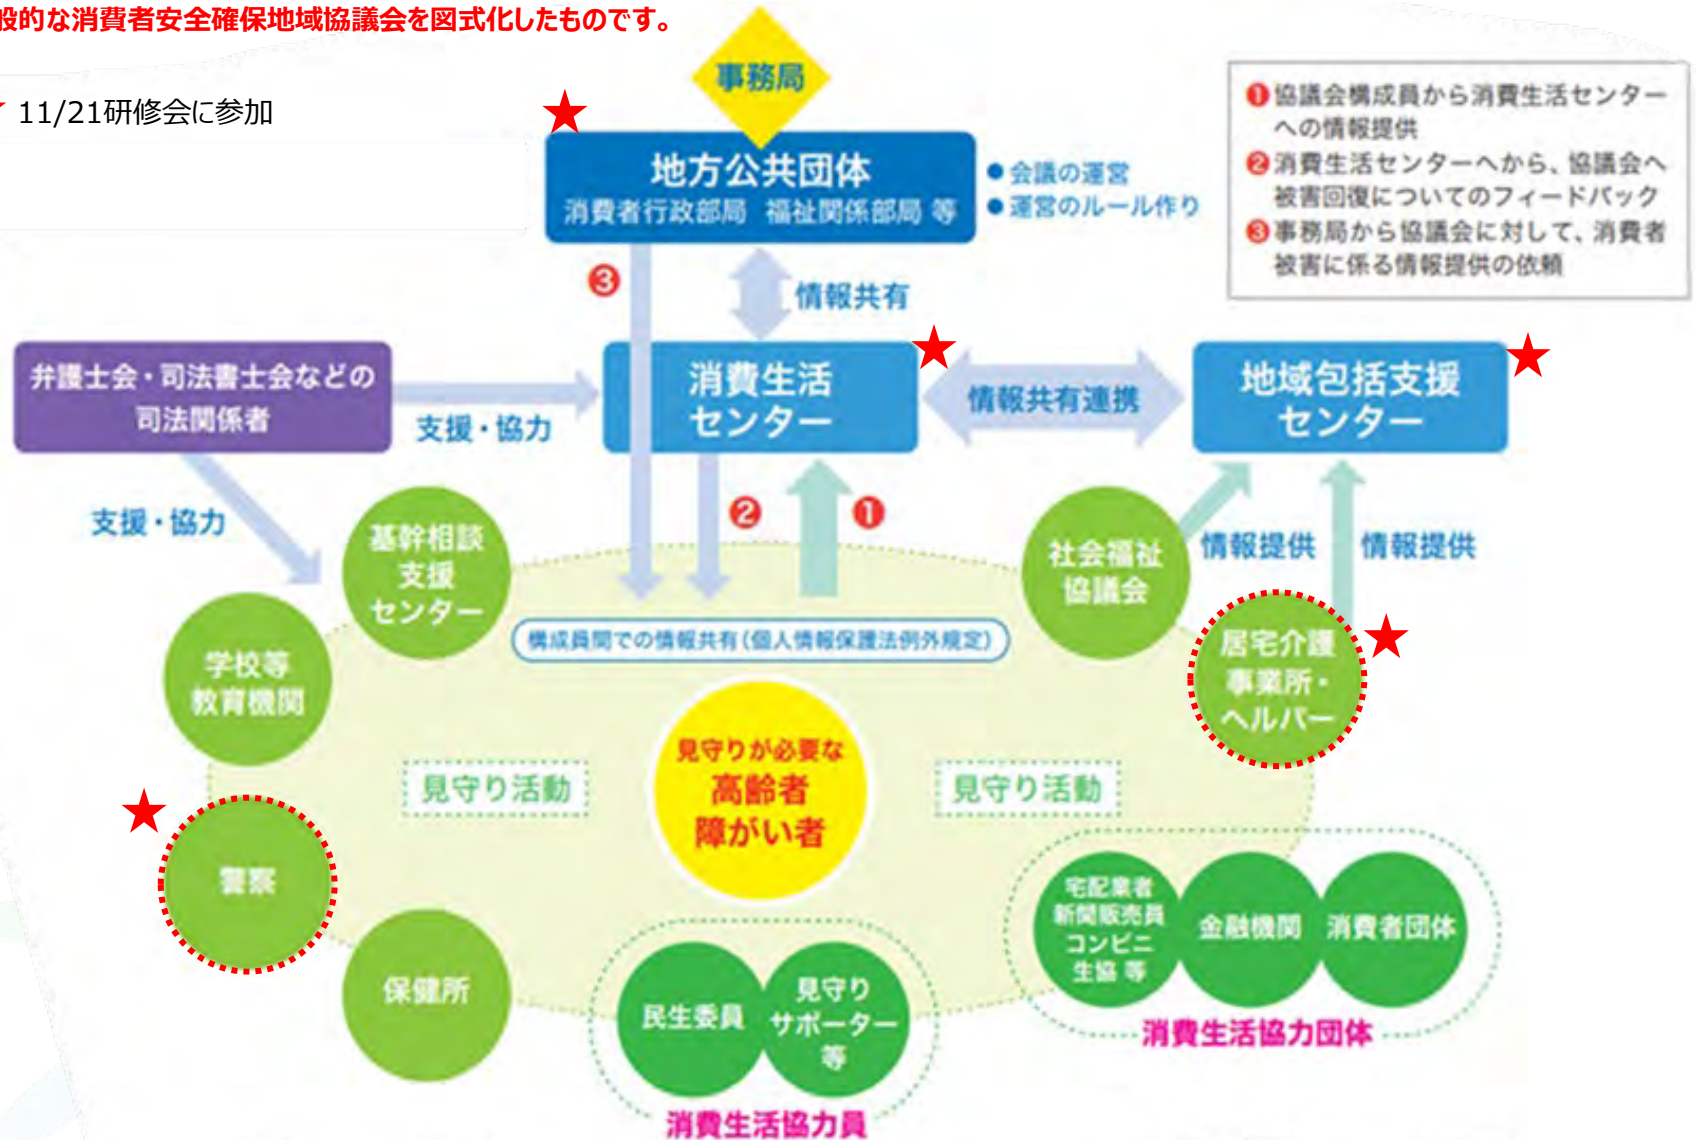 般的な消費者安全確保地域協議会を図式化したものです。
★ 11/21研修会に参加
事務局
地方公共団体
消費者行政部局 福祉関係部局 等
● 会議の運営
● 運営のルール作り
❶協議会構成員から消費生活センター
への情報提供
❷消費生活センターへから、協議会へ
被害回復についてのフィードバック
❸事務局から協議会に対して、消費者
被害に係る情報提供の依頼
❸
情報共有
弁護士会・司法書士会などの
司法関係者
支援・協力
消費生活
センター
情報共有連携
地域包括支援
センター
支援・協力
❷
❶
情報提供
情報提供
基幹相談
支援
センター
社会福祉
協議会
構成員間での情報共有(個人情報保護法例外規定)
学校等
教育機関
居宅介護
事業所・
ヘルパー
見守りが必要な
高齢者
障がい者
見守り活動
見守り活動
警察
保健所
民生委員
見守り
サポーター
等
消費生活協力員
宅配業者
新聞販売員
コンビニ
生協 等
金融機関
消費者団体
消費生活協力団体